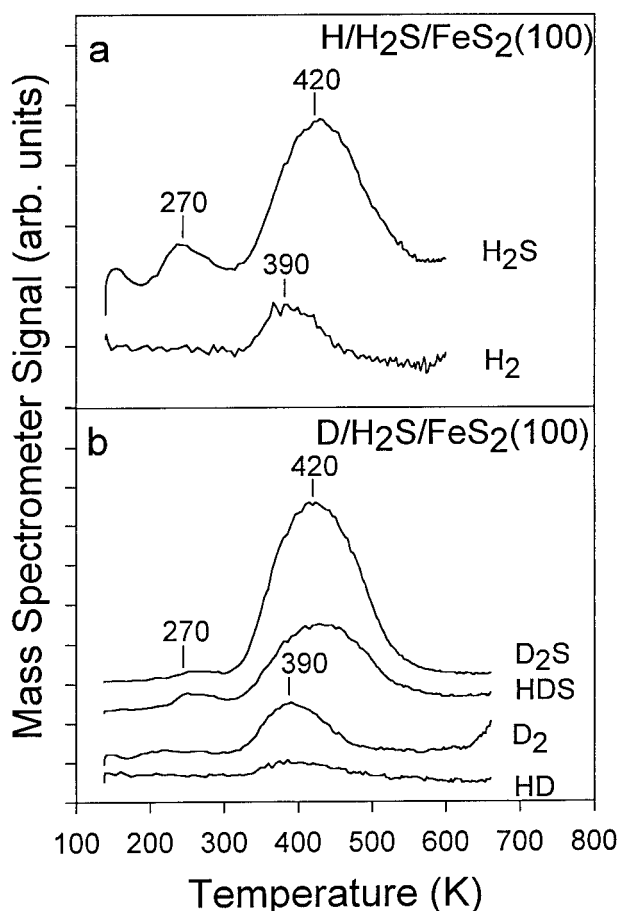 a
H/H2S/FeS2(100)
420
270
390
H2S
H2
b
D/H2S/FeS2(100)
420
270
390
D2S
HDS
D2
HD
100 200 300 400 500 600 700 800
Temperature (K)
Mass Spectrometer Signal (arb. units)